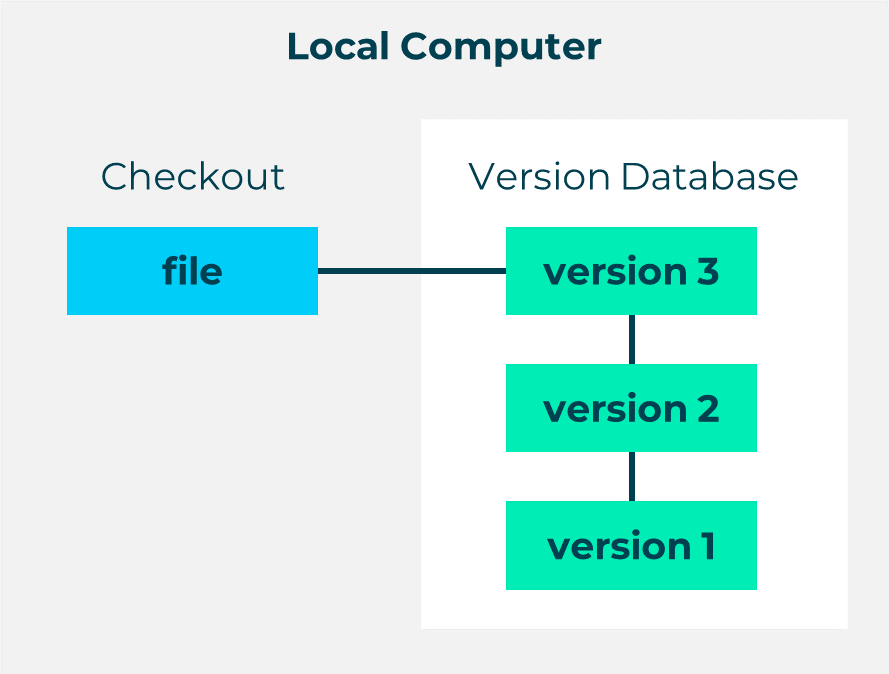 Local Computer
Checkout
Version Database
file
version 3
version 2
version 1